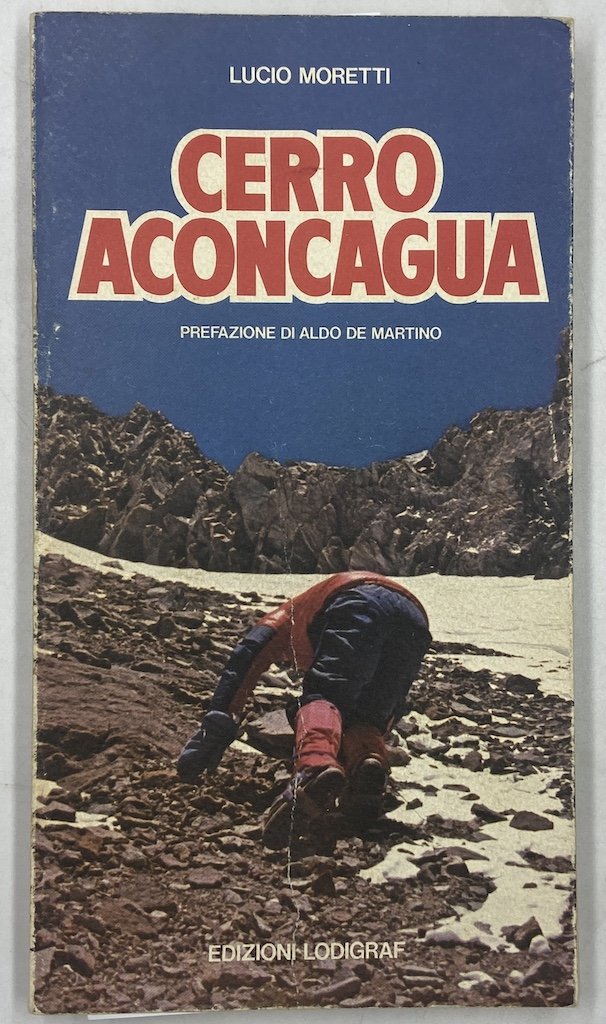 LUCIO MORETTI
CERRO
ACONCAGUA
PREFAZIONE DI ALDO DE MARTINO
EDIZIONI LODIGRAF